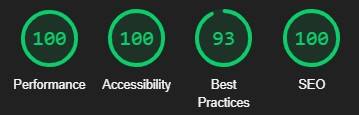 100 100 93 100
Performance Accessibility Best SEO
Practices